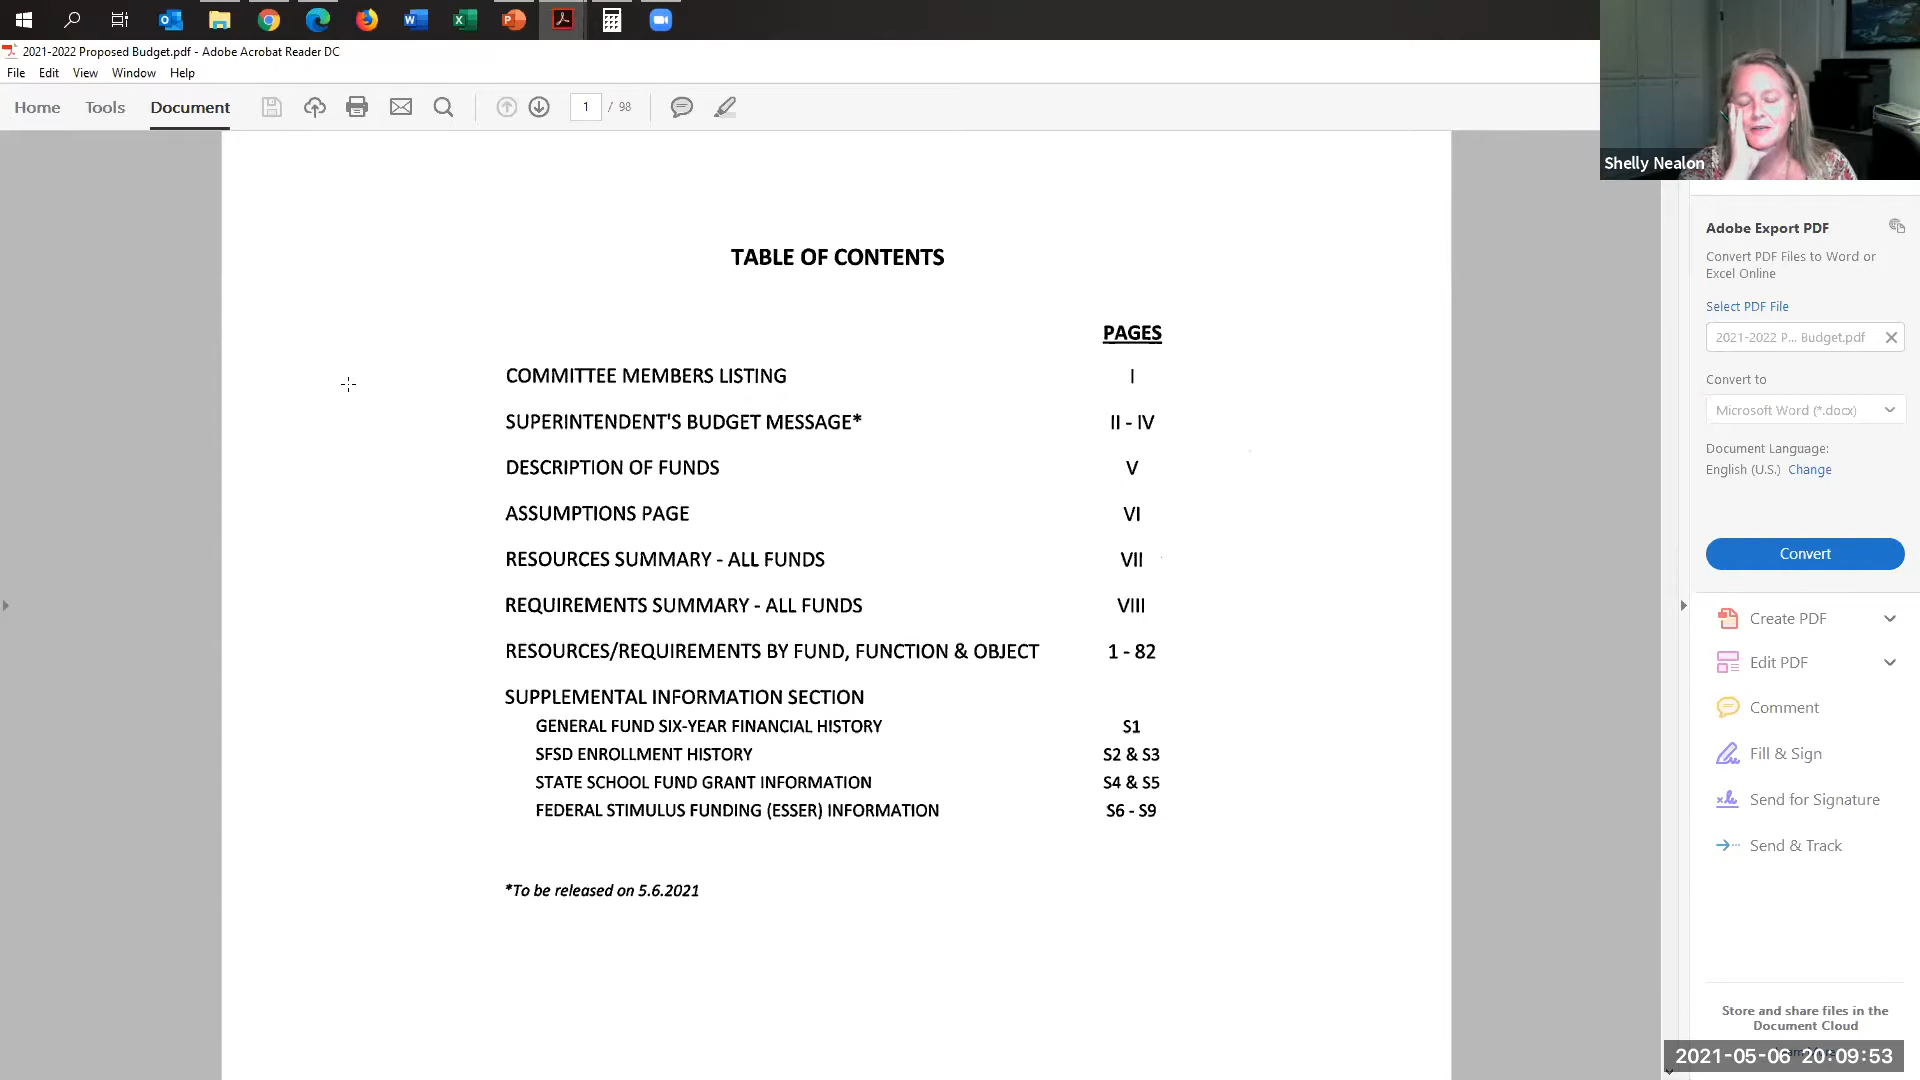 2021-2022 Proposed Budget.pdf - Adobe Acrobat Reader DC
File Edit View Window Help
Home Tools Document 1 / 98
Shelly Nealon
TABLE OF CONTENTS
PAGES
COMMITTEE MEMBERS LISTING I
SUPERINTENDENT'S BUDGET MESSAGE* II - IV
DESCRIPTION OF FUNDS V
ASSUMPTIONS PAGE VI
RESOURCES SUMMARY - ALL FUNDS VII
REQUIREMENTS SUMMARY - ALL FUNDS VIII
RESOURCES/REQUIREMENTS BY FUND, FUNCTION & OBJECT 1 - 82
SUPPLEMENTAL INFORMATION SECTION
GENERAL FUND SIX-YEAR FINANCIAL HISTORY S1
SFSD ENROLLMENT HISTORY S2 & S3
STATE SCHOOL FUND GRANT INFORMATION S4 & S5
FEDERAL STIMULUS FUNDING (ESSER) INFORMATION S6 - S9
*To be released on 5.6.2021
Adobe Export PDF
Convert PDF Files to Word or
Excel Online
Select PDF File
2021-2022 P... Budget.pdf
Convert to
Microsoft Word (*.docx)
Document Language:
English (U.S.) Change
Convert
Create PDF
Edit PDF
Comment
Fill & Sign
Send for Signature
Send & Track
Store and share files in the
Document Cloud
2021-05-06 20:09:53